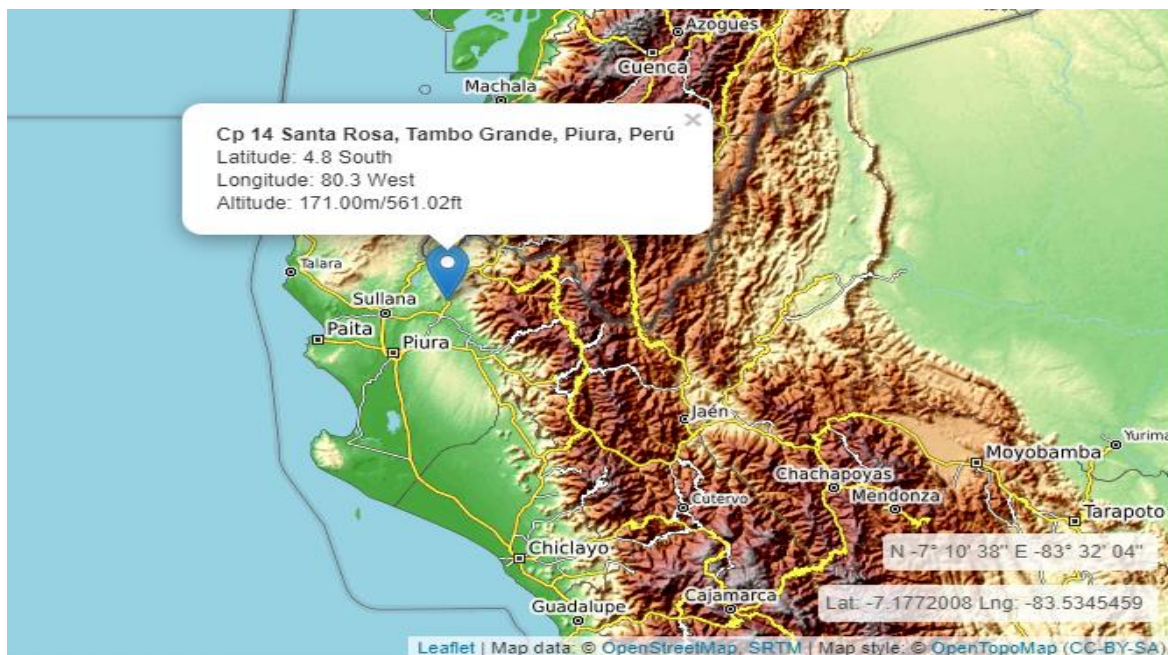 Azogues
Cuenca
Machala
Cp 14 Santa Rosa, Tambo Grande, Piura, Perú
×
Latitude: 4.8 South
Longitude: 80.3 West
Altitude: 171.00m/561.02ft
Talara
Sullana
Paita
Piura
Jaén
Yurima
Moyobamba
Chachapoyas
Mendonza
Cutervo
Tarapoto
Chiclayo
N -7° 10' 38" E -83° 32' 04"
Cajamarca
Lat: -7.1772008 Lng: -83.5345459
Guadalupe
Leaflet | Map data: © OpenStreetMap, SRTM | Map style: © OpenTopoMap (CC-BY-SA)